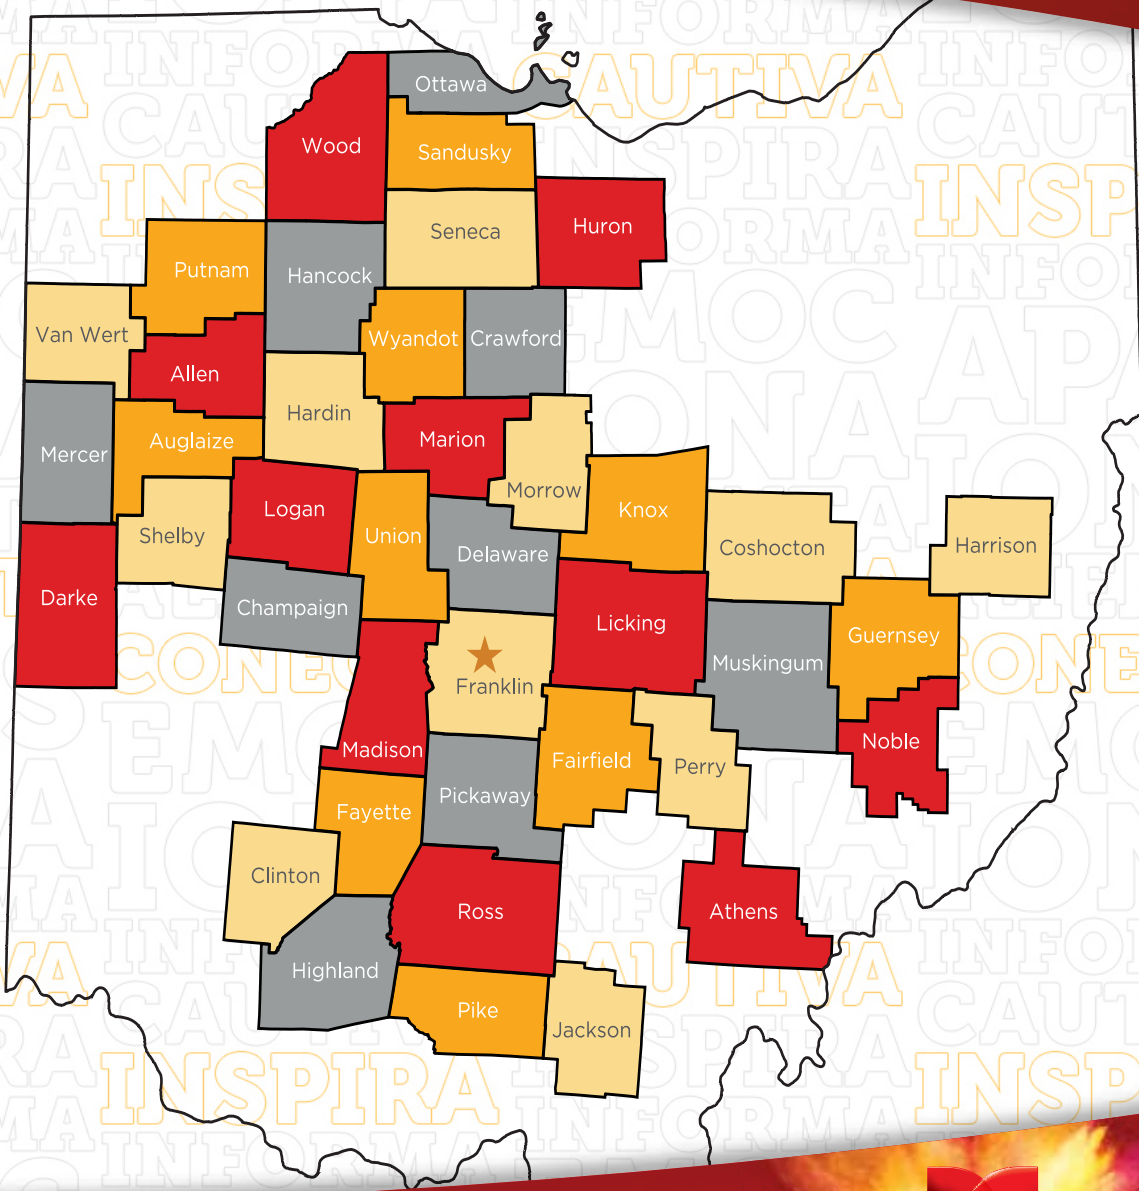 Ottawa
Wood
Sandusky
Huron
Seneca
Putnam
Hancock
Van Wert
Wyandot
Crawford
Allen
Hardin
Marion
Auglaize
Mercer
Morrow
Logan
Knox
Shelby
Union
Coshocton
Harrison
Delaware
Darke
Champaign
Licking
Guernsey
Muskingum
Franklin
Noble
Madison
Fairfield
Perry
Pickaway
Fayette
Clinton
Ross
Athens
Highland
Pike
Jackson
CAUTIVA
INSPIRA